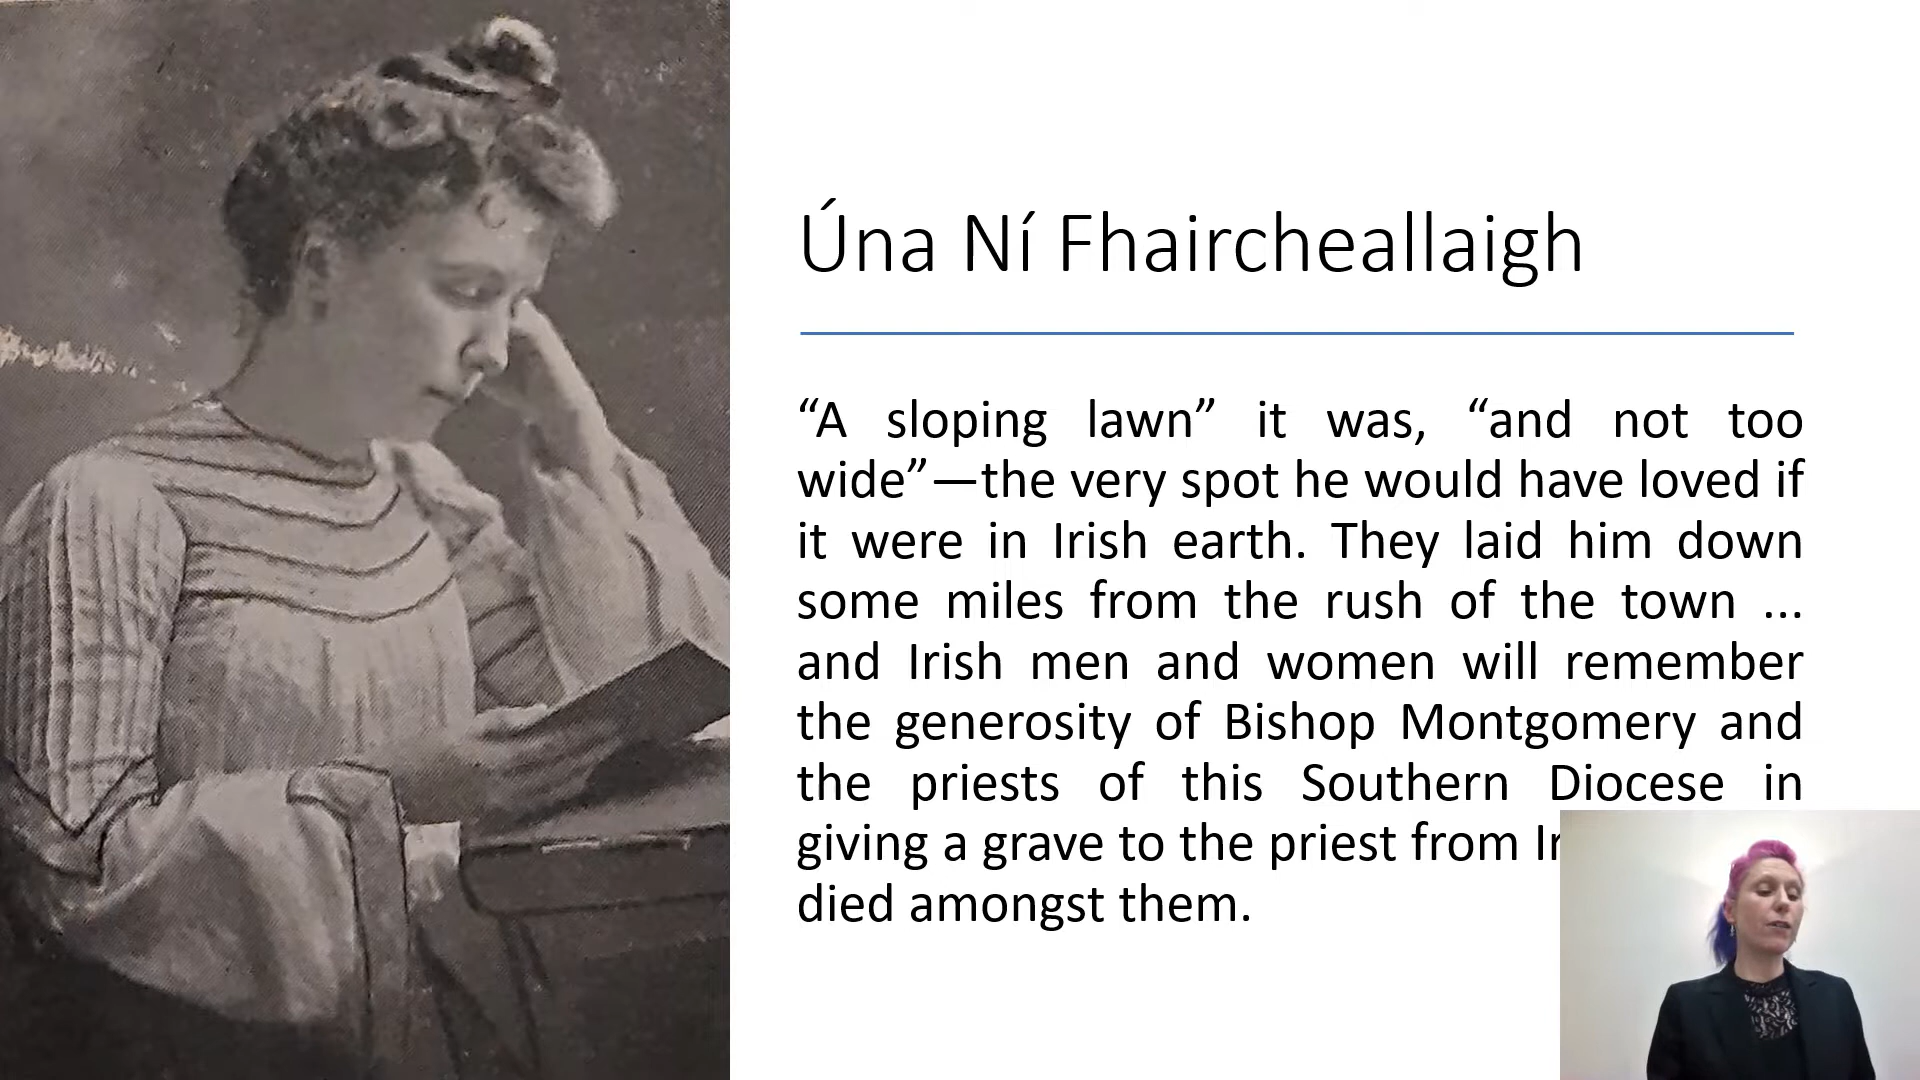 Úna Ní Fhaircheallaigh
“A sloping lawn” it was, “and not too
wide”—the very spot he would have loved if
it were in Irish earth. They laid him down
some miles from the rush of the town ...
and Irish men and women will remember
the generosity of Bishop Montgomery and
the priests of this Southern Diocese in
giving a grave to the priest from
died amongst them.